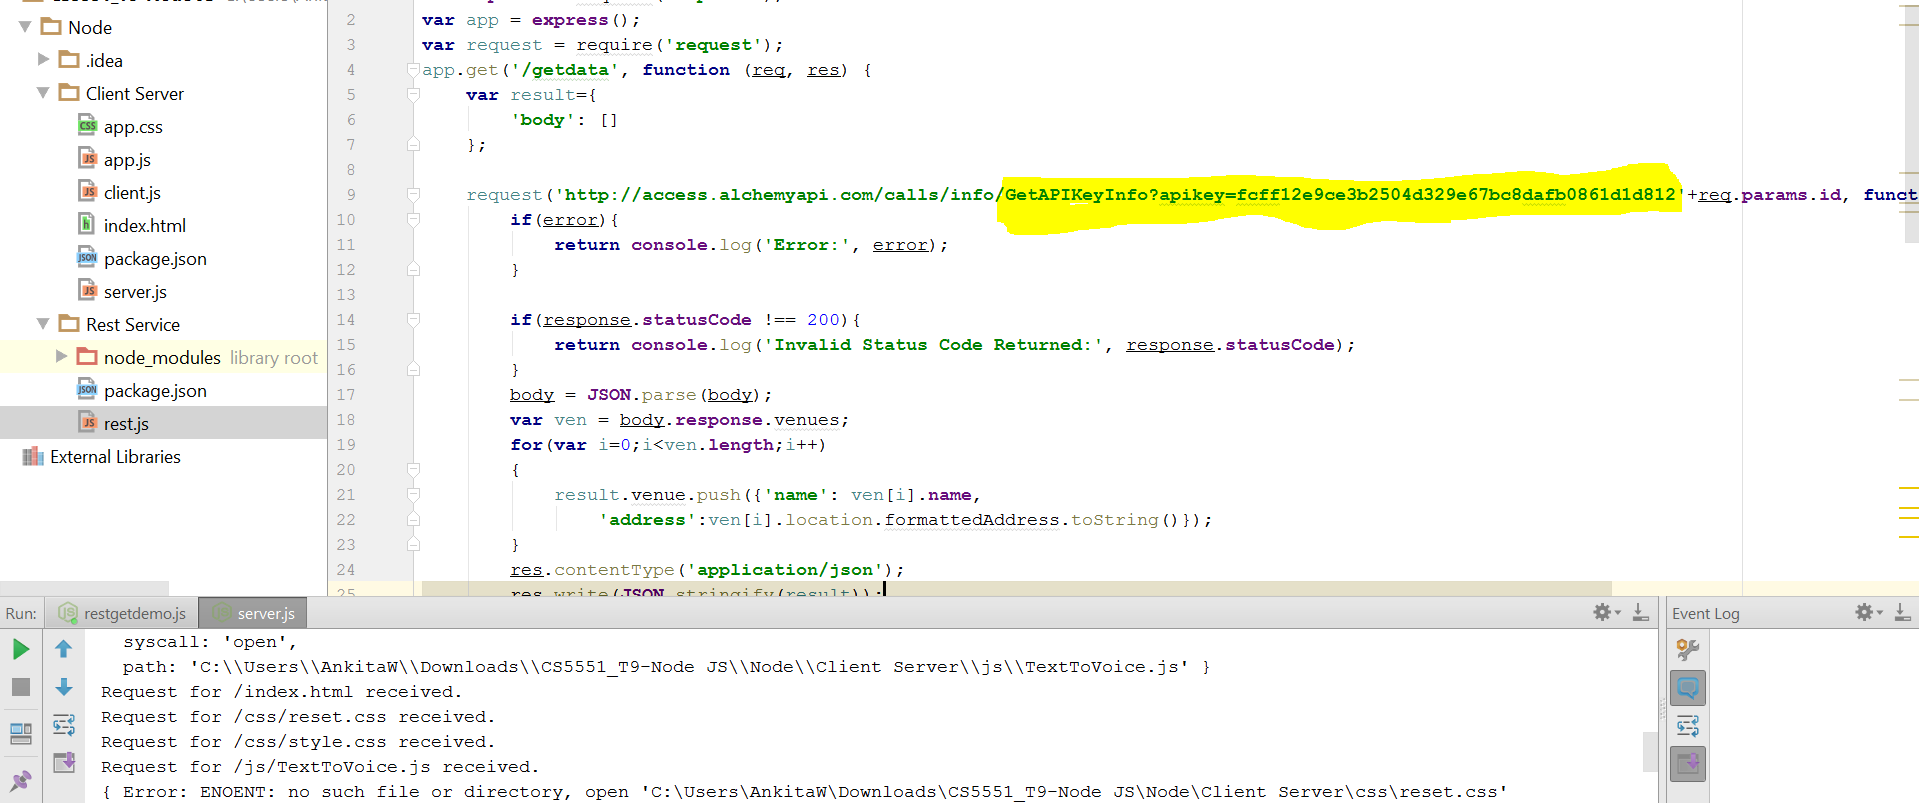 Node
.idea
Client Server
app.css
app.js
client.js
index.html
package.json
server.js
Rest Service
node_modules library root
package.json
rest.js
External Libraries
2 var app = express();
3 var request = require('request');
4 app.get('/getdata', function (req, res) {
5 var result={
6 'body': []
7 };
8
9 request('http://access.alchemyapi.com/calls/info/GetAPIKeyInfo?apikey=fcff12e9ce3b2504d329e67bc8dafb0861d1d812'+req.params.id, funct
10 if(error){
11 return console.log('Error:', error);
12 }
13
14 if(response.statusCode !== 200){
15 return console.log('Invalid Status Code Returned:', response.statusCode);
16 }
17 body = JSON.parse(body);
18 var ven = body.response.venues;
19 for(var i=0;i<ven.length;i++)
20 {
21 result.venue.push({'name': ven[i].name,
22 'address':ven[i].location.formattedAddress.toString()});
23 }
24 res.contentType('application/json');
25 res.write(JSON.stringify(result));
Run: restgetdemo.js server.js
Event Log
syscall: 'open',
path: 'C:\\Users\\AnkitaW\\Downloads\\CS5551_T9-Node JS\\Node\\Client Server\\js\\TextToVoice.js' }
Request for /index.html received.
Request for /css/reset.css received.
Request for /css/style.css received.
Request for /js/TextToVoice.js received.
{ Error: ENOENT: no such file or directory, open 'C:\Users\AnkitaW\Downloads\CS5551_T9-Node JS\Node\Client Server\css\reset.css'